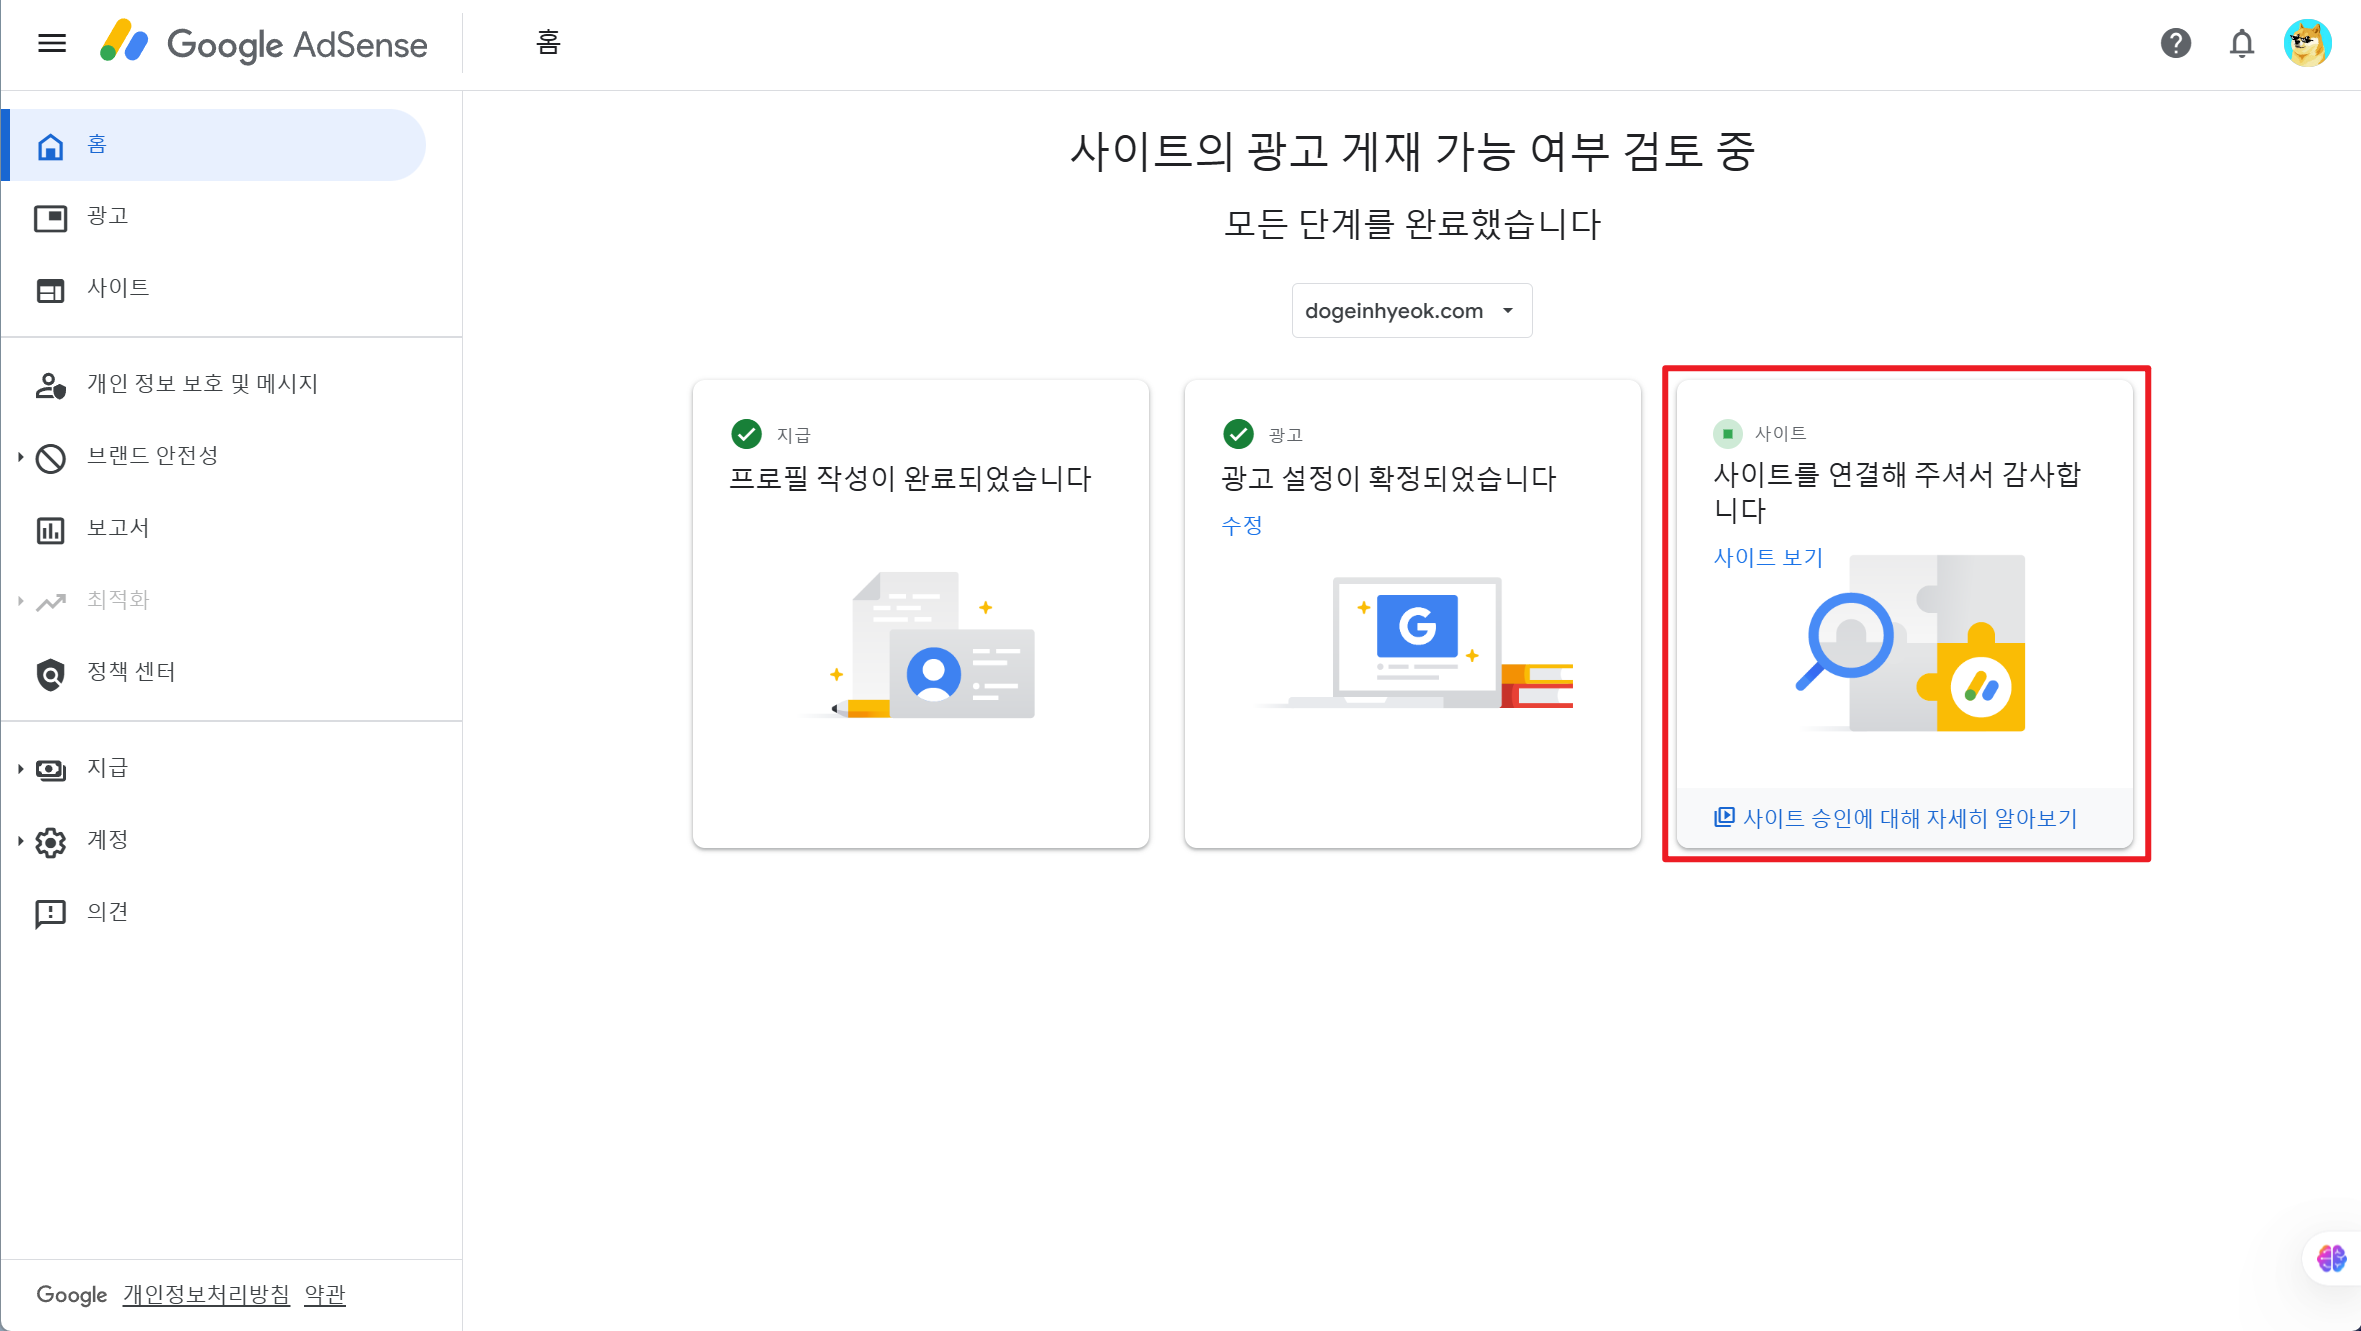 Google AdSense
홈
홈
광고
사이트
개인 정보 보호 및 메시지
브랜드 안전성
보고서
최적화
정책 센터
지급
계정
의견
Google 개인정보처리방침 약관
사이트의 광고 게재 가능 여부 검토 중
모든 단계를 완료했습니다
dogeinhyeok.com
지급
프로필 작성이 완료되었습니다
광고
광고 설정이 확정되었습니다
수정
G
사이트
사이트를 연결해 주셔서 감사합
니다
사이트 보기
사이트 승인에 대해 자세히 알아보기